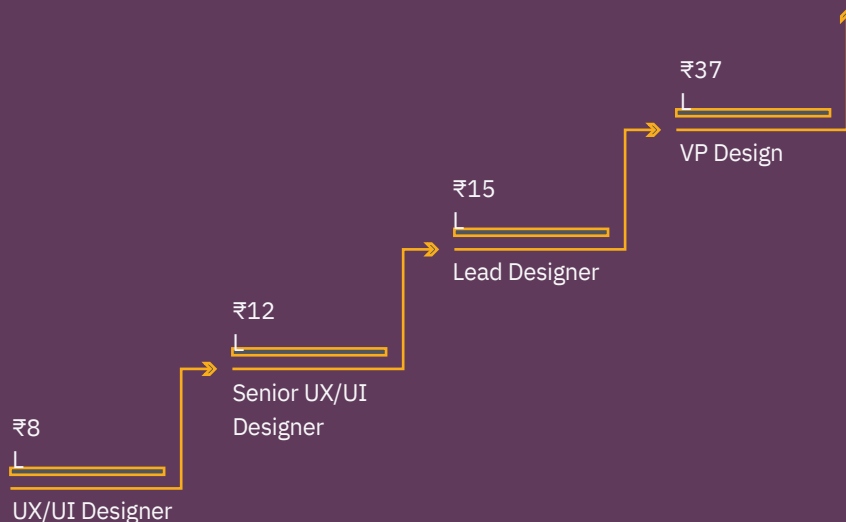 ₹37
L
VP Design
₹15
L
Lead Designer
₹12
L
Senior UX/UI
Designer
₹8
L
UX/UI Designer